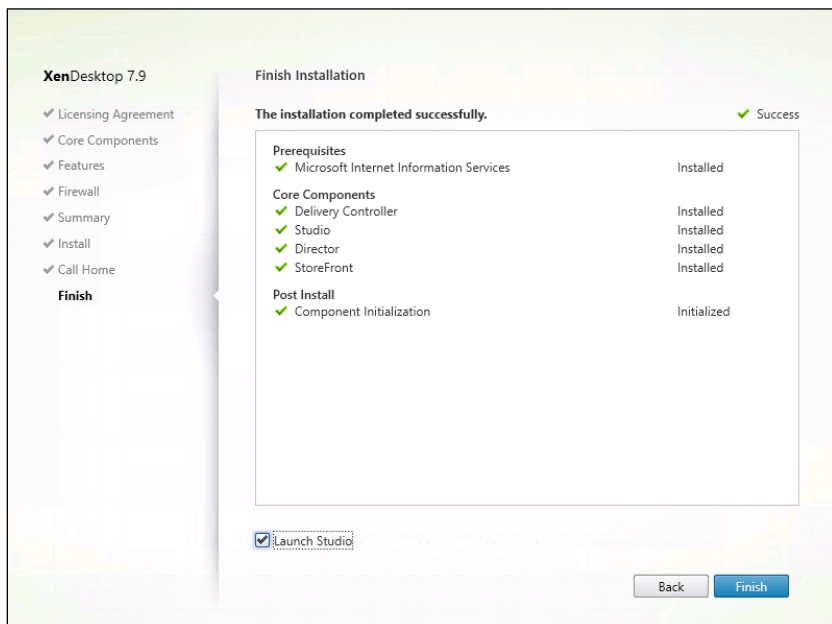 XenDesktop 7.9
Licensing Agreement
Core Components
Features
Firewall
Summary
Install
Call Home
Finish
Finish Installation
The installation completed successfully. Success
Prerequisites
Microsoft Internet Information Services Installed
Core Components
Delivery Controller Installed
Studio Installed
Director Installed
StoreFront Installed
Post Install
Component Initialization Initialized
Launch Studio
Back Finish